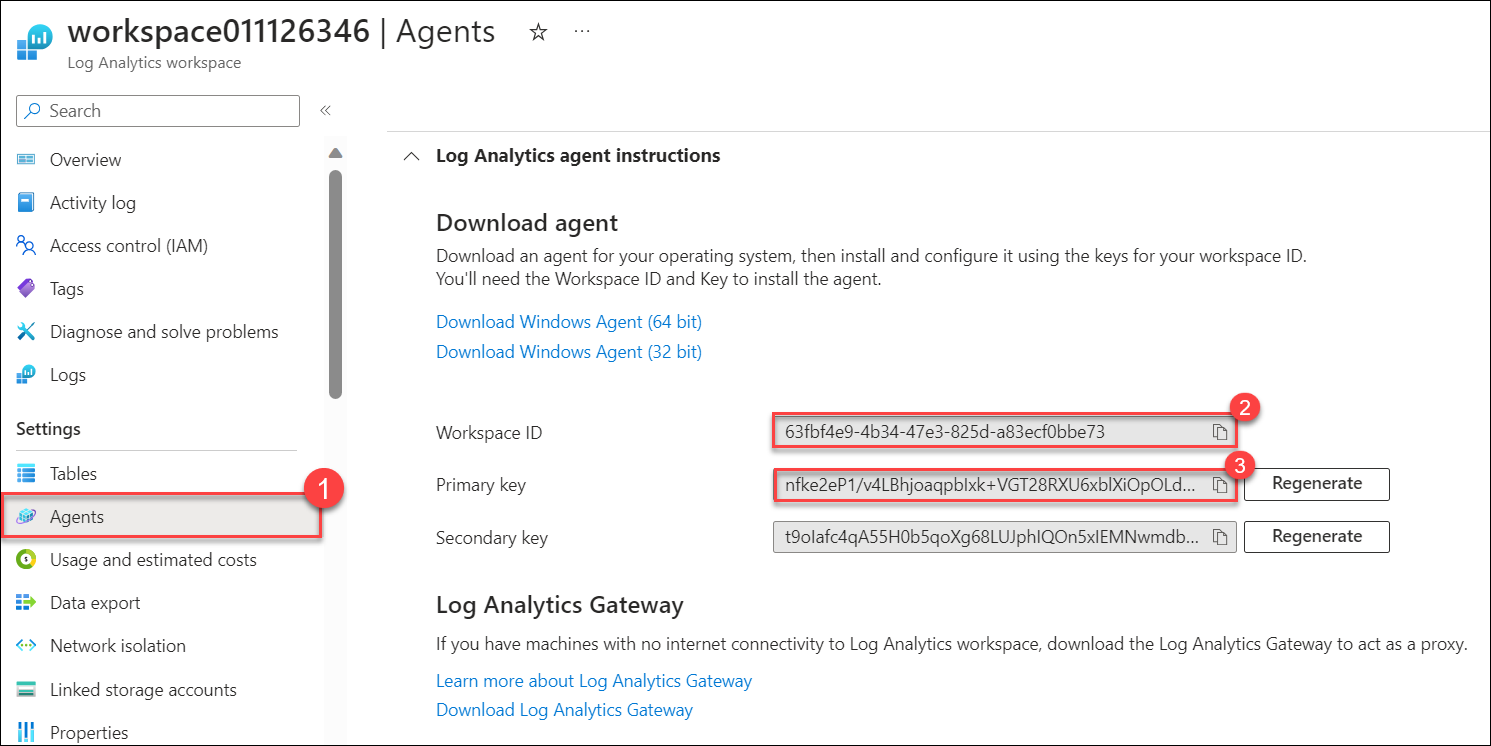 workspace011126346 | Agents
Log Analytics workspace
Search
Overview
Activity log
Access control (IAM)
Tags
Diagnose and solve problems
Logs
Settings
Tables
Agents
1
Usage and estimated costs
Data export
Network isolation
Linked storage accounts
Properties
Log Analytics agent instructions
Download agent
Download an agent for your operating system, then install and configure it using the keys for your workspace ID.
You'll need the Workspace ID and Key to install the agent.
Download Windows Agent (64 bit)
Download Windows Agent (32 bit)
2
Workspace ID 63fbf4e9-4b34-47e3-825d-a83ecf0bbe73
3
Primary key nfke2eP1/v4LBhjoaqpblxk+VGT28RXU6xblXiOpOLd... Regenerate
Secondary key t9oIafc4qA55H0b5qoXg68LUJphIQOn5xIEMNwmdb... Regenerate
Log Analytics Gateway
If you have machines with no internet connectivity to Log Analytics workspace, download the Log Analytics Gateway to act as a proxy.
Learn more about Log Analytics Gateway
Download Log Analytics Gateway